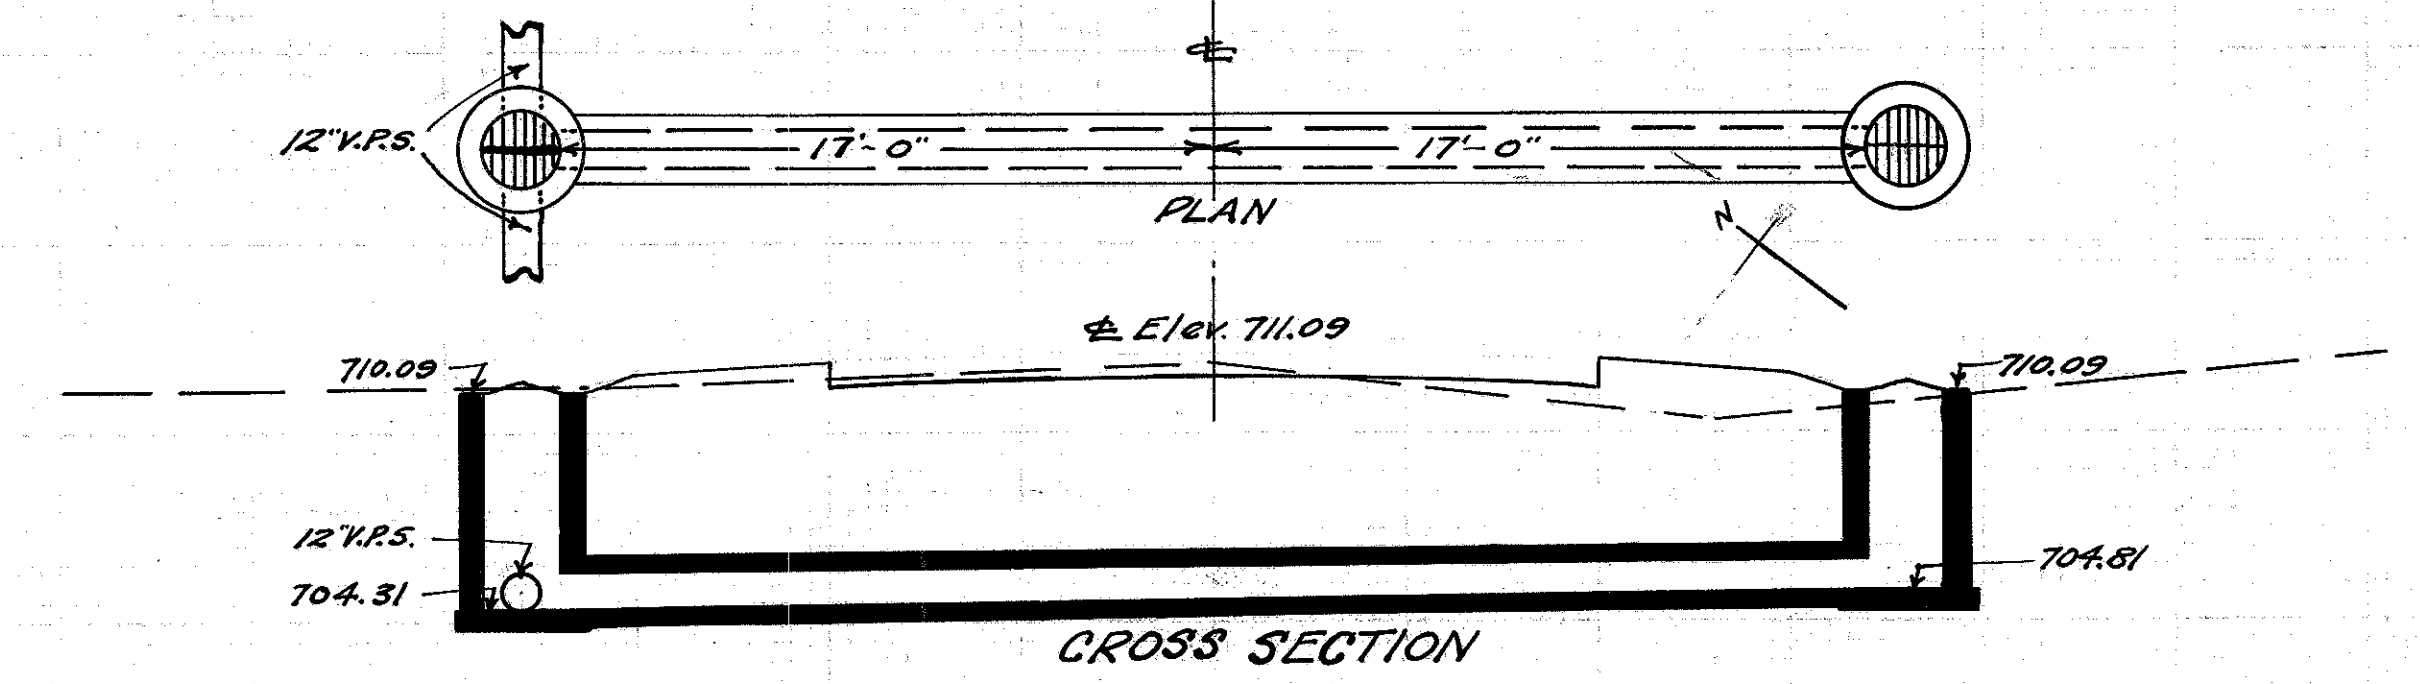 ℄
12"V.P.S.
17'-0"
17'-0"
PLAN
N
℄ Elev. 711.09
710.09
710.09
12"V.P.S.
704.31
704.81
CROSS SECTION